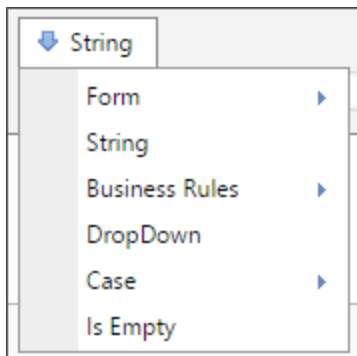 String
Form
String
Business Rules
DropDown
Case
Is Empty